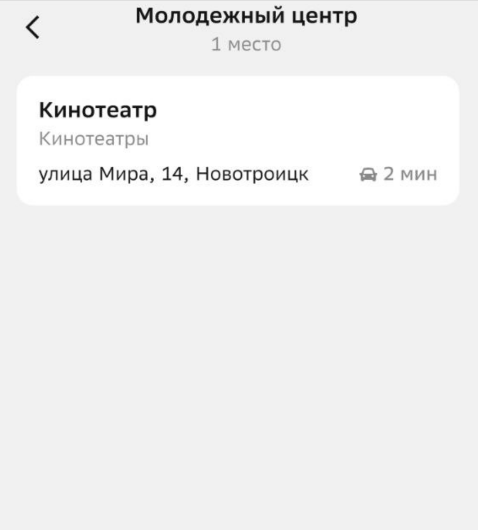 Молодежный центр
1 место
Кинотеатр
Кинотеатры
улица Мира, 14, Новотроицк 2 мин